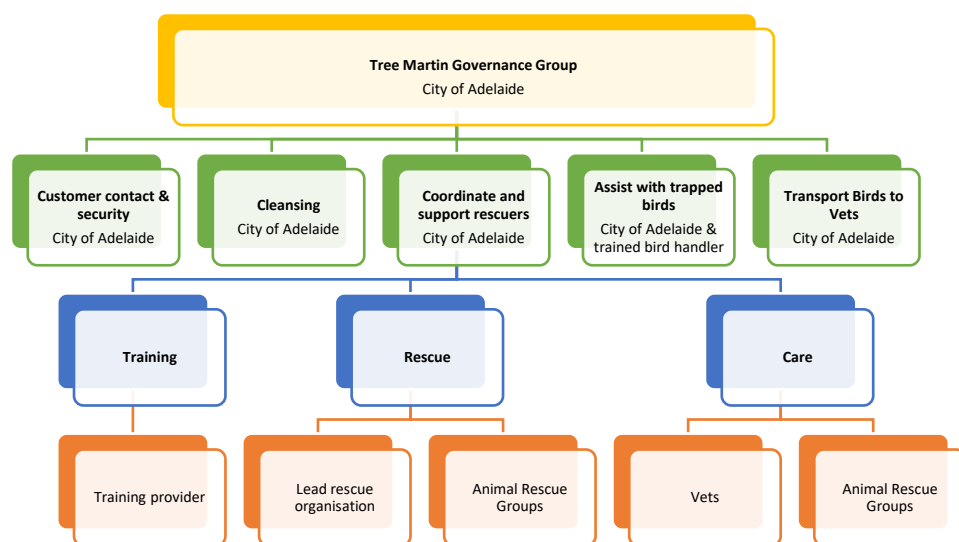 Tree Martin Governance Group
City of Adelaide
Customer contact &
security
City of Adelaide
Cleansing
City of Adelaide
Coordinate and
support rescuers
City of Adelaide
Assist with trapped
birds
City of Adelaide &
trained bird handler
Transport Birds to
Vets
City of Adelaide
Training
Rescue
Care
Training provider
Lead rescue
organisation
Animal Rescue
Groups
Vets
Animal Rescue
Groups